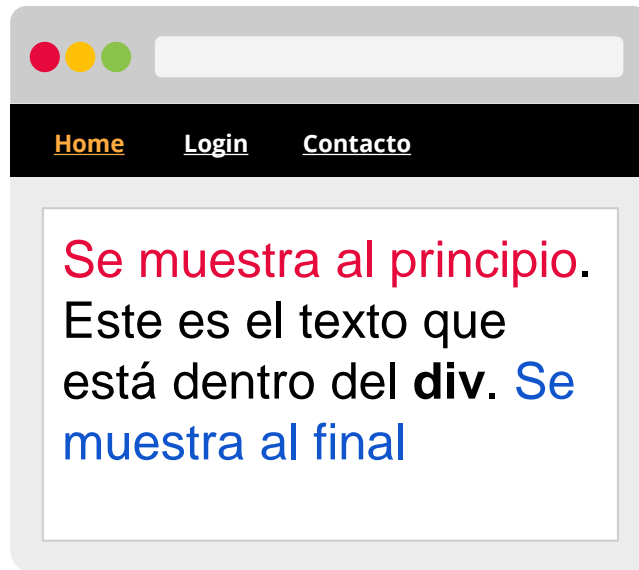 Home Login Contacto
Se muestra al principio.
Este es el texto que
está dentro del div. Se
muestra al final